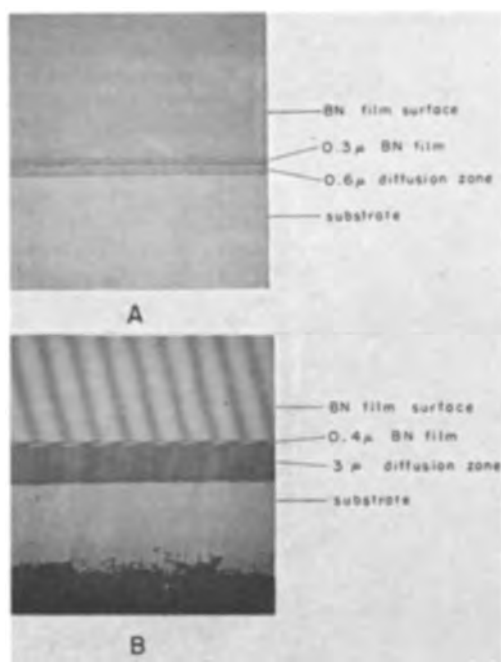 BN film surface
0.3μ BN film
0.6μ diffusion zone
substrate
A
BN film surface
0.4μ BN film
3μ diffusion zone
substrate
B